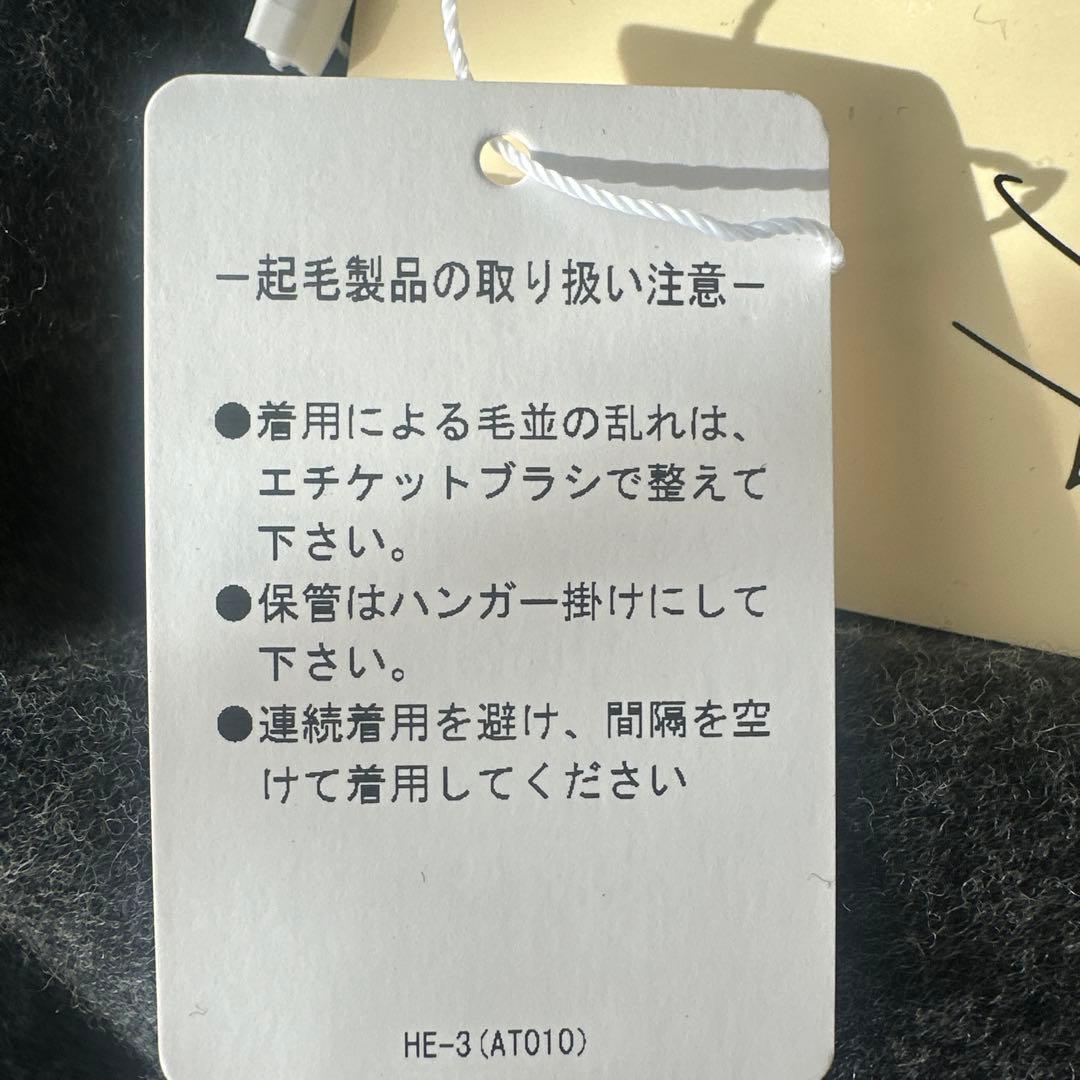 －起毛製品の取り扱い注意－
●着用による毛並の乱れは、
エチケットブラシで整えて
下さい。
●保管はハンガー掛けにして
下さい。
●連続着用を避け、間隔を空
けて着用してください
HE-3(AT010)